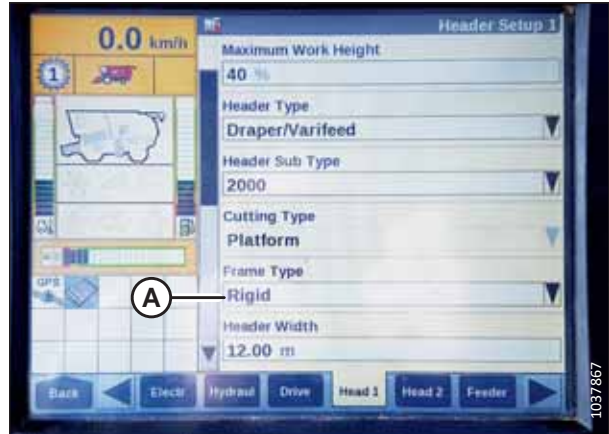 0.0 km/h
Header Setup 1
1
Maximum Work Height
40 %
Header Type
Draper/Varifeed
Header Sub Type
2000
Cutting Type
Platform
Frame Type
A
Rigid
Header Width
12.00 m
GPS
Back
Electr
Hydraul
Drive
Head 1
Head 2
Feeder
1037867